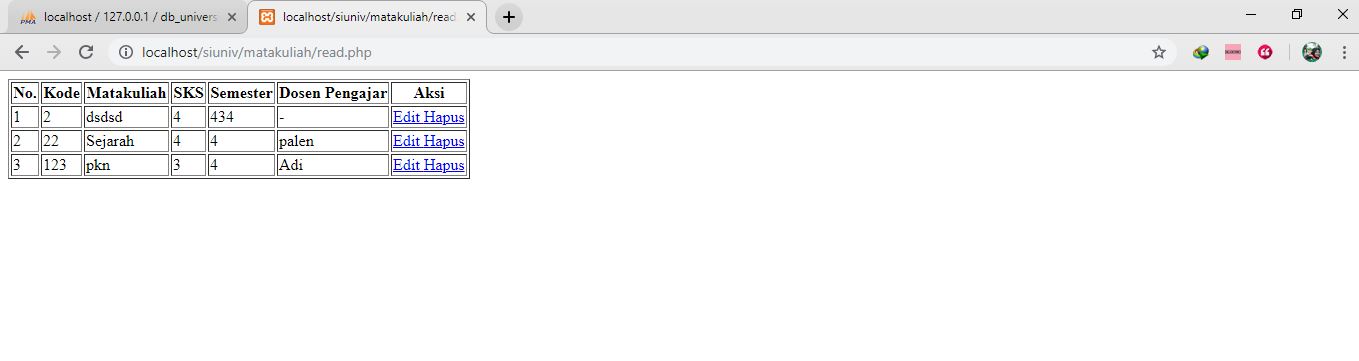 PMA localhost / 127.0.0.1 / db_univers
localhost/siuniv/matakuliah/read
localhost/siuniv/matakuliah/read.php
No. Kode Matakuliah SKS Semester Dosen Pengajar Aksi
1 2 dsdsd 4 434 - Edit Hapus
2 22 Sejarah 4 4 palen Edit Hapus
3 123 pkn 3 4 Adi Edit Hapus